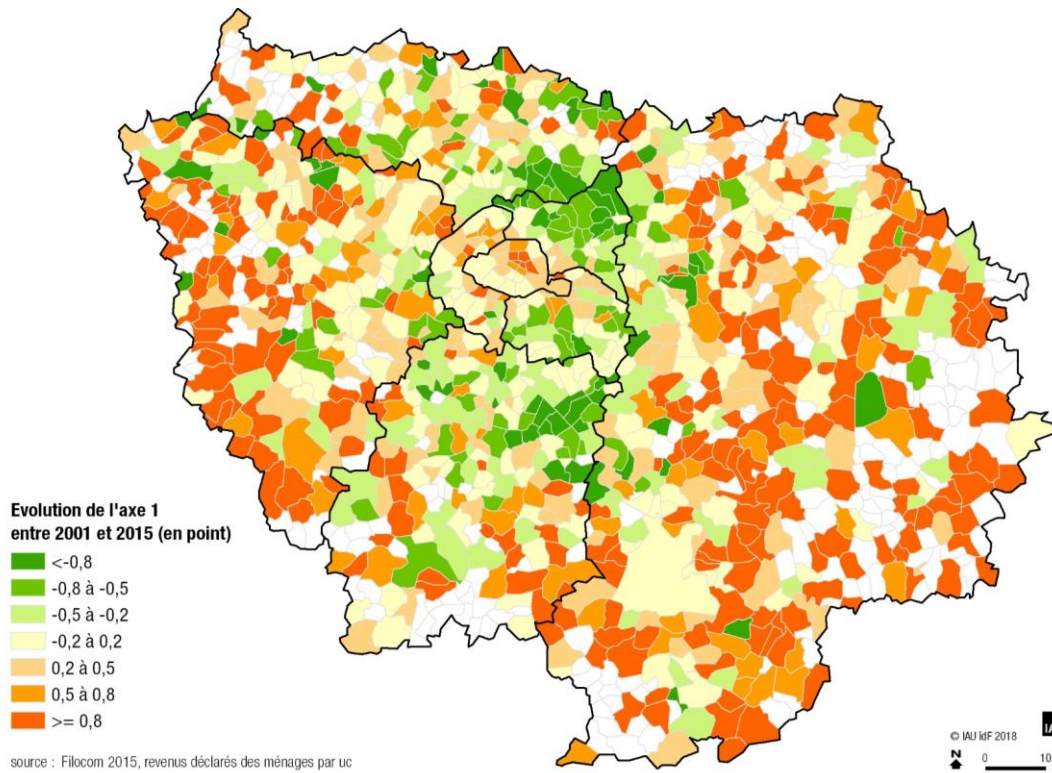 Evolution de l'axe 1
entre 2001 et 2015 (en point)
<-0,8
-0,8 à -0,5
-0,5 à -0,2
-0,2 à 0,2
0,2 à 0,5
0,5 à 0,8
>= 0,8
source : Filocom 2015, revenus déclarés des ménages par uc
© IAU îdF 2018
N
0 10